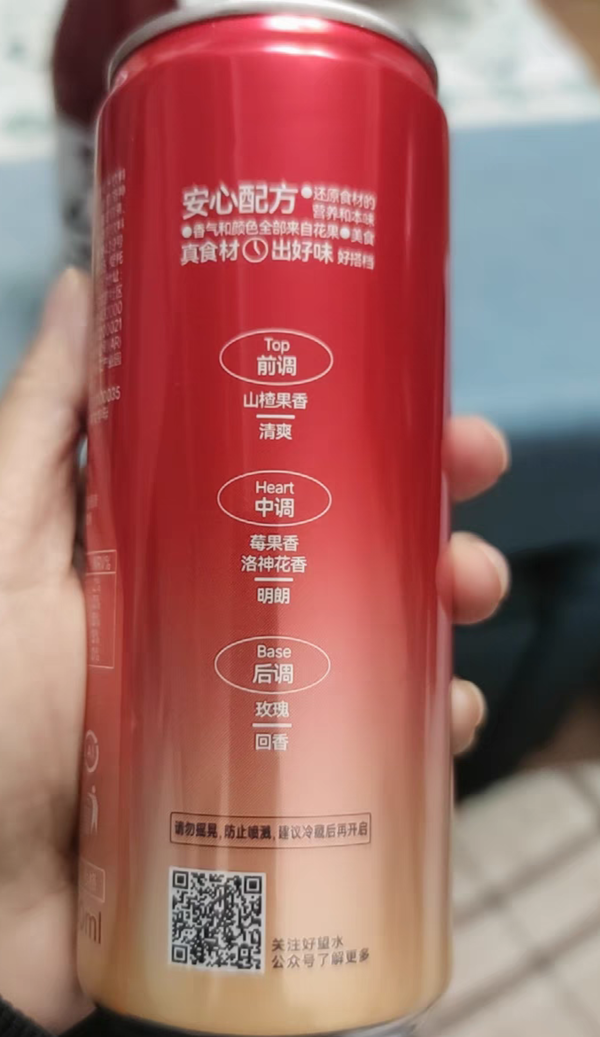 安心配方●还原食材的
营养和本味
●香气和颜色全部来自花果●美食
真食材 出好味 好搭档
Top
前调
山楂果香
清爽
Heart
中调
莓果香
洛神花香
明朗
Base
后调
玫瑰
回香
请勿摇晃,防止喷溅,建议冷藏后再开启
关注好望水
公众号了解更多
ml